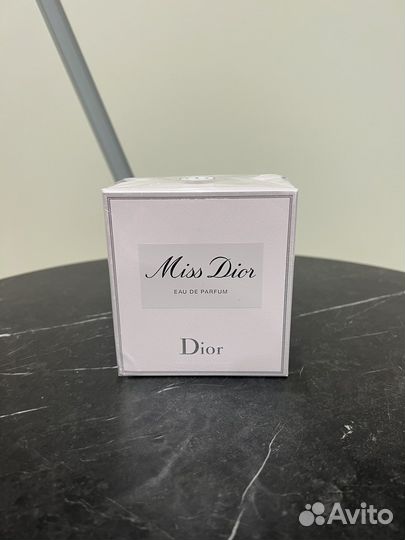 Miss Dior
EAU DE PARFUM
Dior
Avito